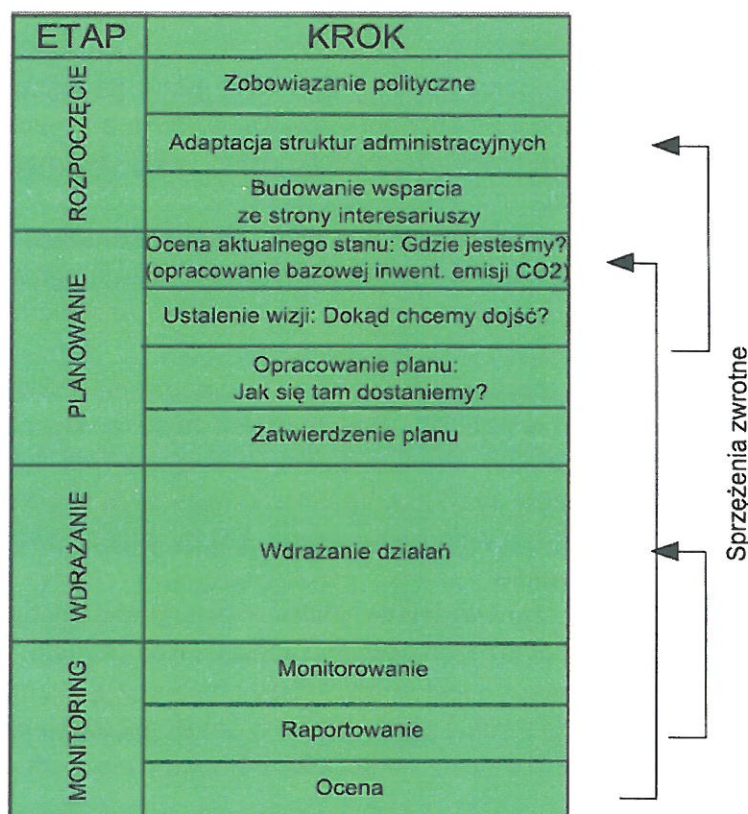 ETAP KROK
ROZPOCZĘCIE
Zobowiązanie polityczne
Adaptacja struktur administracyjnych
Budowanie wsparcia
ze strony interesariuszy
PLANOWANIE
Ocena aktualnego stanu: Gdzie jesteśmy?
(opracowanie bazowej inwent. emisji CO2)
Ustalenie wizji: Dokąd chcemy dojść?
Opracowanie planu:
Jak się tam dostaniemy?
Zatwierdzenie planu
WDRAŻANIE
Wdrażanie działań
MONITORING
Monitorowanie
Raportowanie
Ocena
Sprzężenia zwrotne